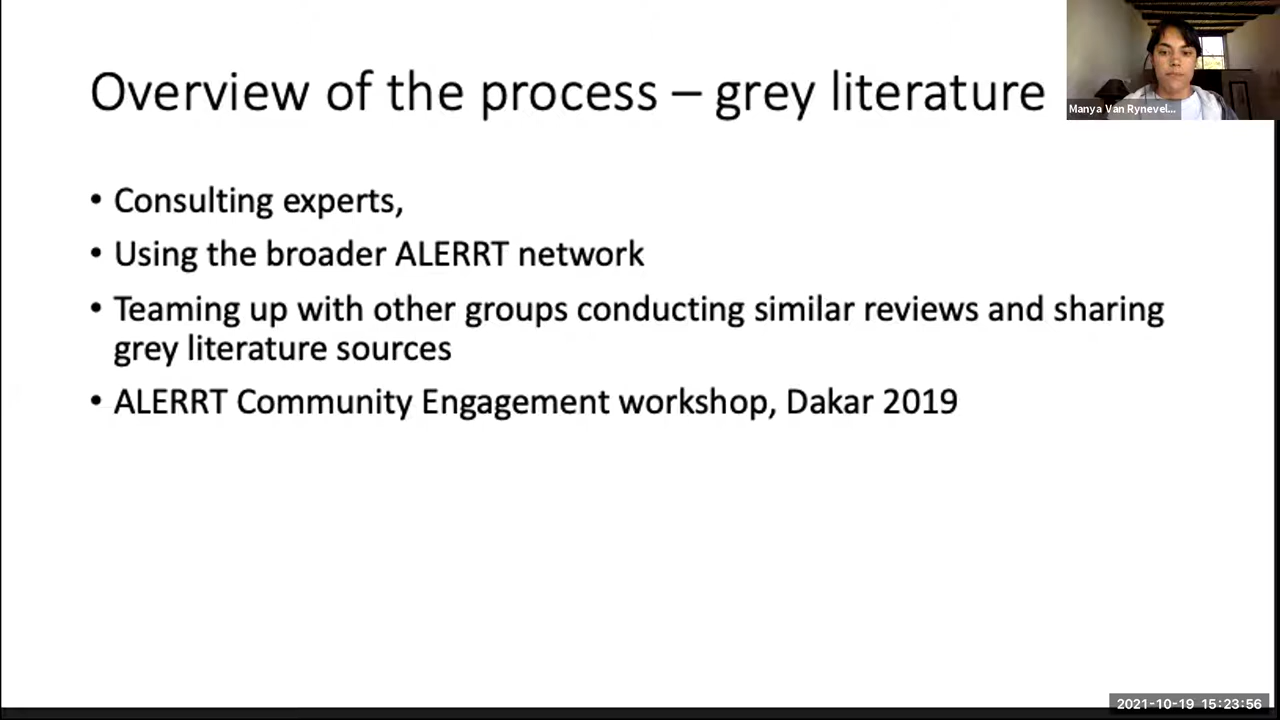 Overview of the process – grey literature
Manya Van Rynevel...
• Consulting experts,
• Using the broader ALERRT network
• Teaming up with other groups conducting similar reviews and sharing
grey literature sources
• ALERRT Community Engagement workshop, Dakar 2019
2021-10-19 15:23:56